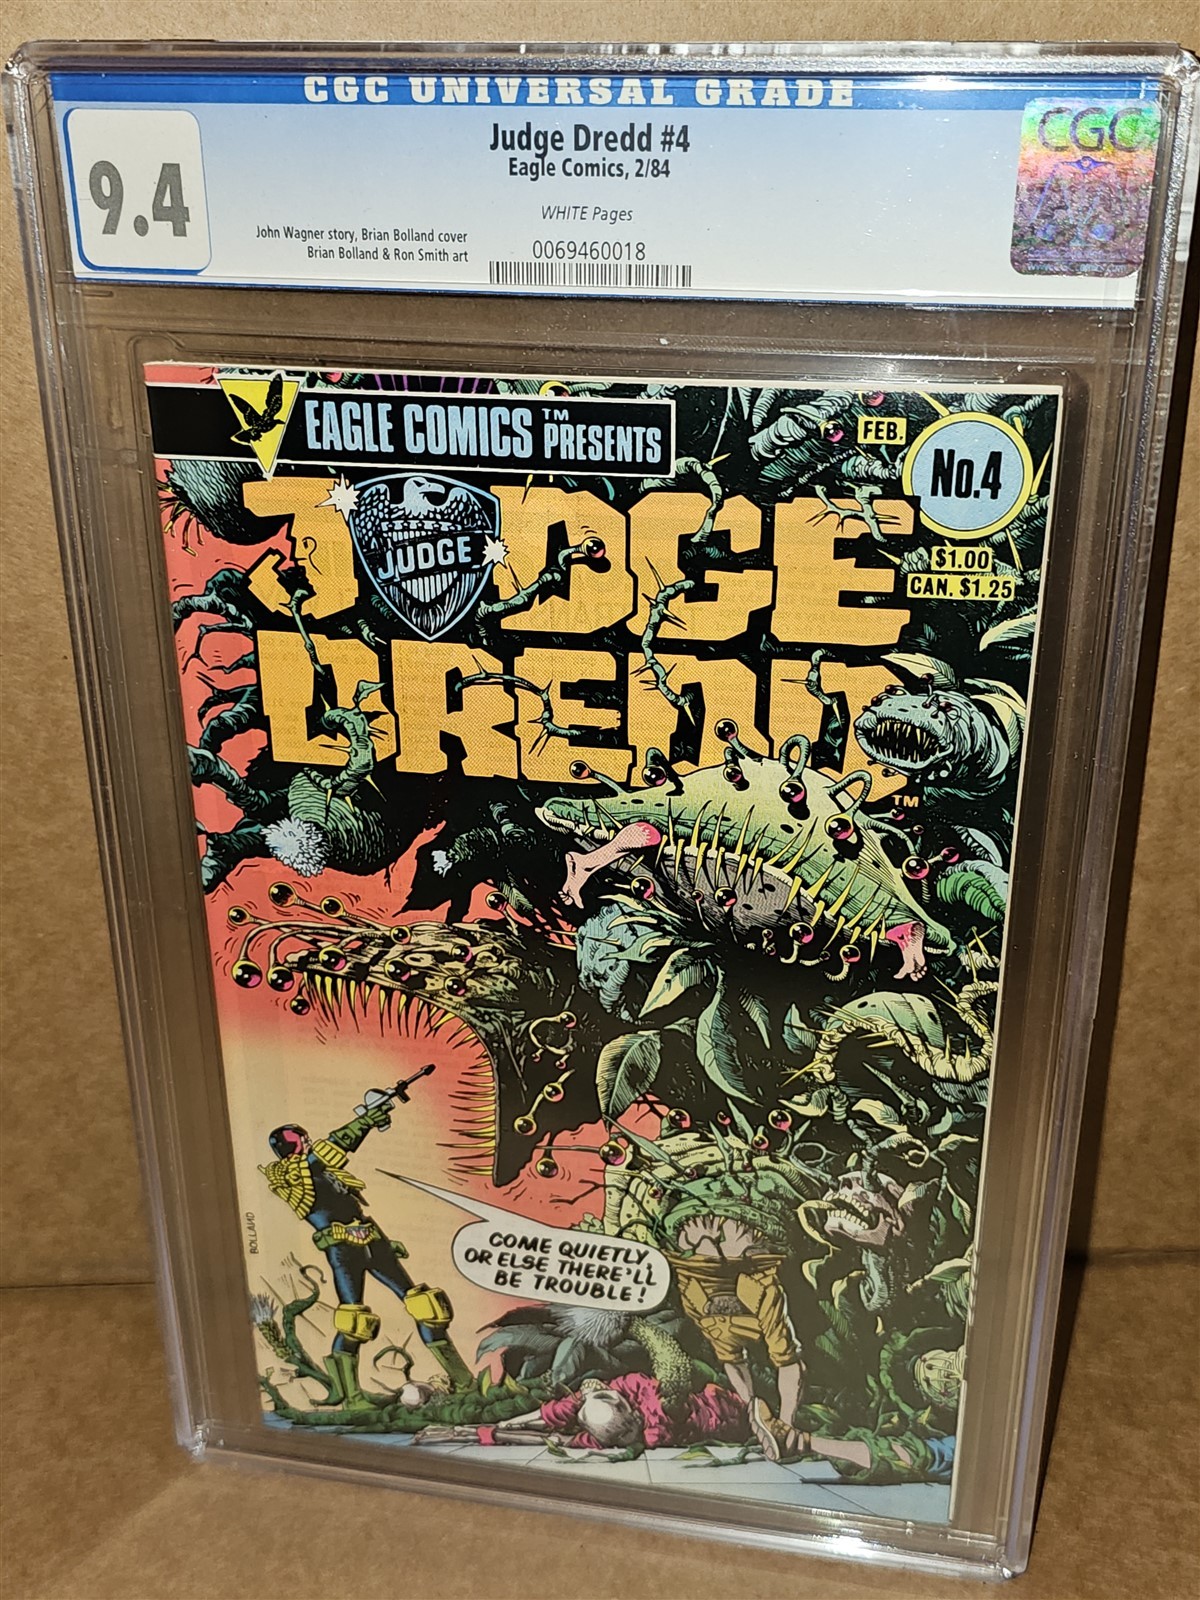 CGC UNIVERSAL GRADE
9.4
Judge Dredd #4
Eagle Comics, 2/84
WHITE Pages
John Wagner story, Brian Bolland cover
Brian Bolland & Ron Smith art
0069460018
CGC
EAGLE COMICS™ PRESENTS
FEB.
No.4
$1.00
CAN. $1.25
JUDGE
JUDGE
DREDD
TM
COME QUIETLY,
OR ELSE THERE'LL
BE TROUBLE!
BOLLAND